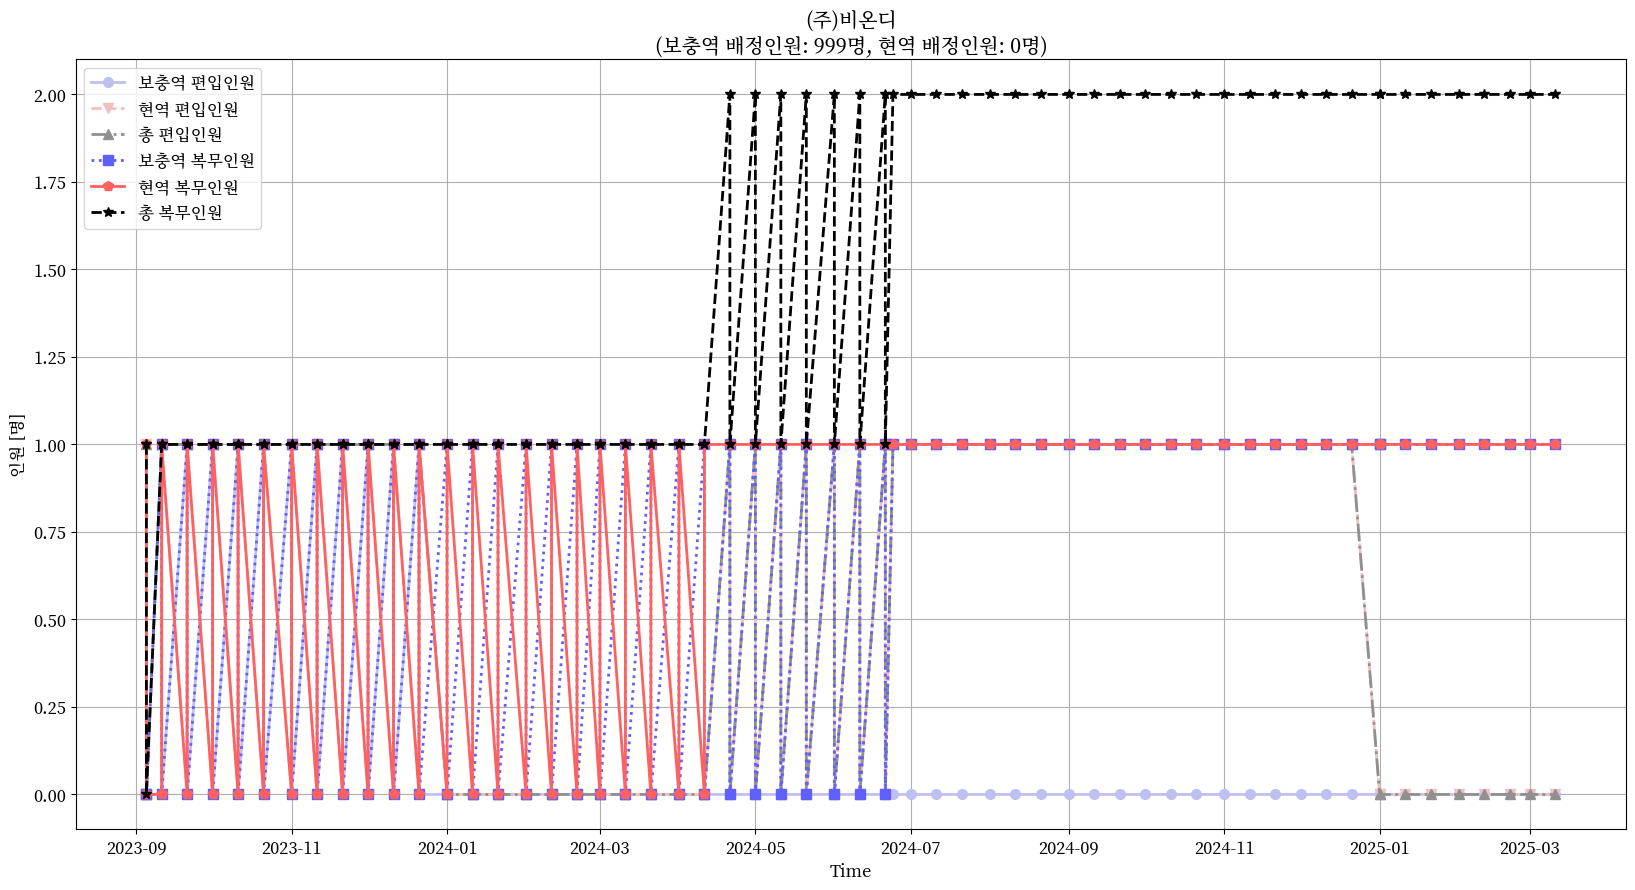 (주)비온디
(보충역 배정인원: 999명, 현역 배정인원: 0명)
보충역 편입인원
현역 편입인원
총 편입인원
보충역 복무인원
현역 복무인원
총 복무인원
인원 [명]
2.00
1.75
1.50
1.25
1.00
0.75
0.50
0.25
0.00
2023-09
2023-11
2024-01
2024-03
2024-05
2024-07
2024-09
2024-11
2025-01
2025-03
Time